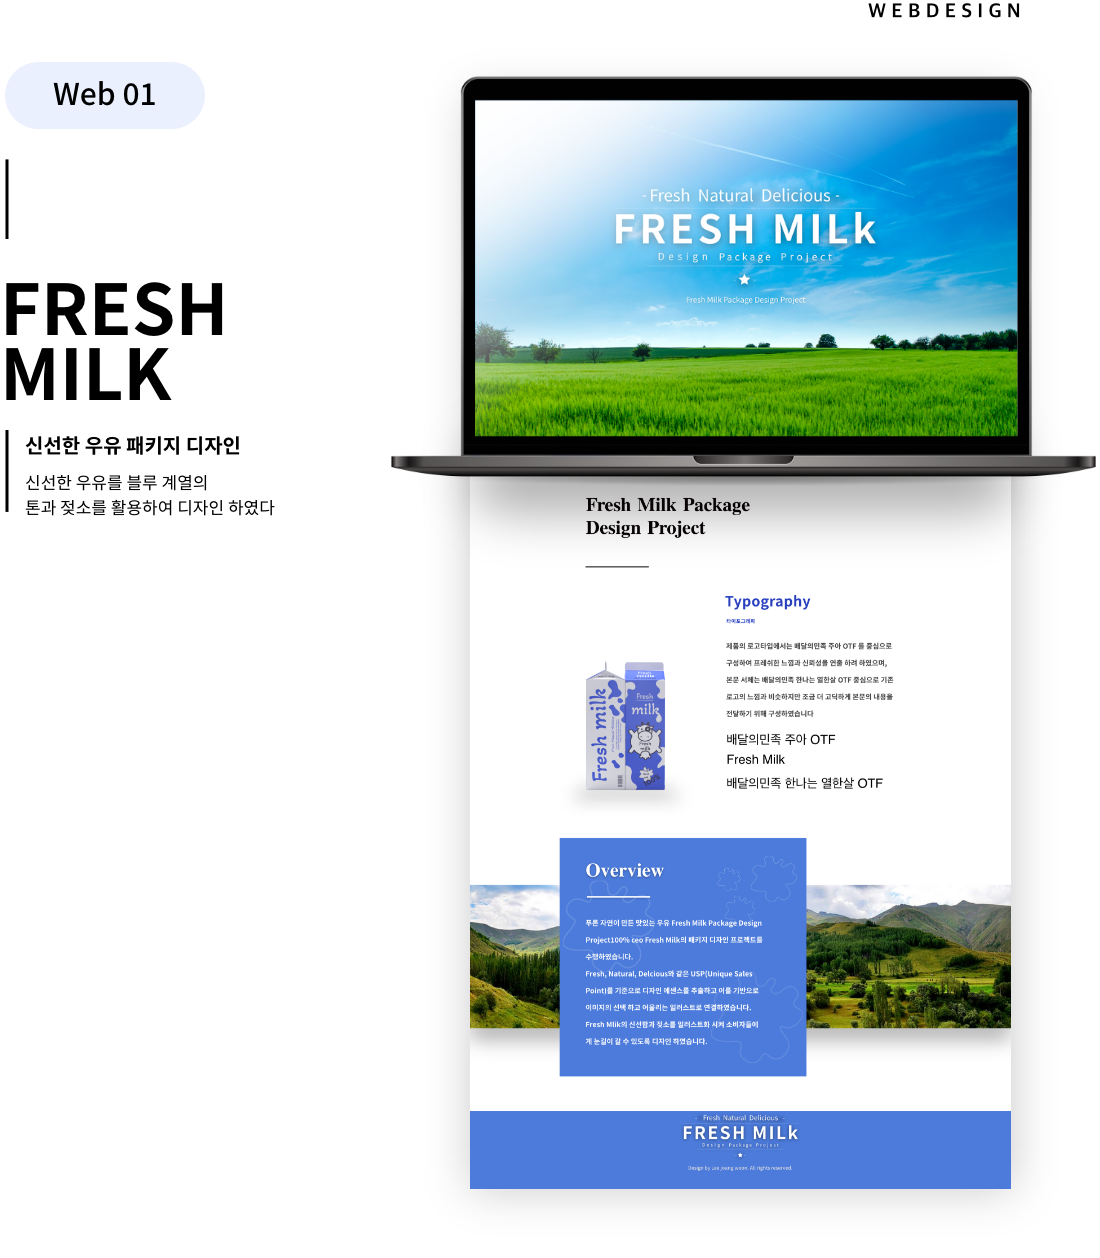 WEBDESIGN
Web 01
FRESH
MILK
신선한 우유 패키지 디자인
신선한 우유를 블루 계열의
톤과 젖소를 활용하여 디자인 하였다
- Fresh Natural Delicious -
FRESH MILk
Design Package Project
Fresh Milk Package Design Project
Fresh Milk Package
Design Project
Typography
타이포그래피
제품의 로고타입에서는 배달의민족 주아 OTF 를 중심으로
구성하여 프레쉬한 느낌과 신뢰성을 연출 하려 하였으며,
본문 서체는 배달의민족 한나는 열한살 OTF 중심으로 기존
로고의 느낌과 비슷하지만 조금 더 고딕하게 본문의 내용을
전달하기 위해 구성하였습니다
배달의민족 주아 OTF
Fresh Milk
배달의민족 한나는 열한살 OTF
Fresh milk
Fresh
milk
Fresh
milk
Overview
푸른 자연이 만든 맛있는 우유 Fresh Milk Package Design
Project100% ceo Fresh Milk의 패키지 디자인 프로젝트를
수행하였습니다.
Fresh, Natural, Delcious와 같은 USP(Unique Sales
Point)를 기준으로 디자인 에센스를 추출하고 이를 기반으로
이미지의 선택 하고 어울리는 일러스트로 연결하였습니다.
Fresh Mlik의 신선함과 젖소를 일러스트화 시켜 소비자들에
게 눈길이 갈 수 있도록 디자인 하였습니다.
- Fresh Natural Delicious -
FRESH MILk
Design Package Project
Design by Lee jeong woon. All rights reserved.